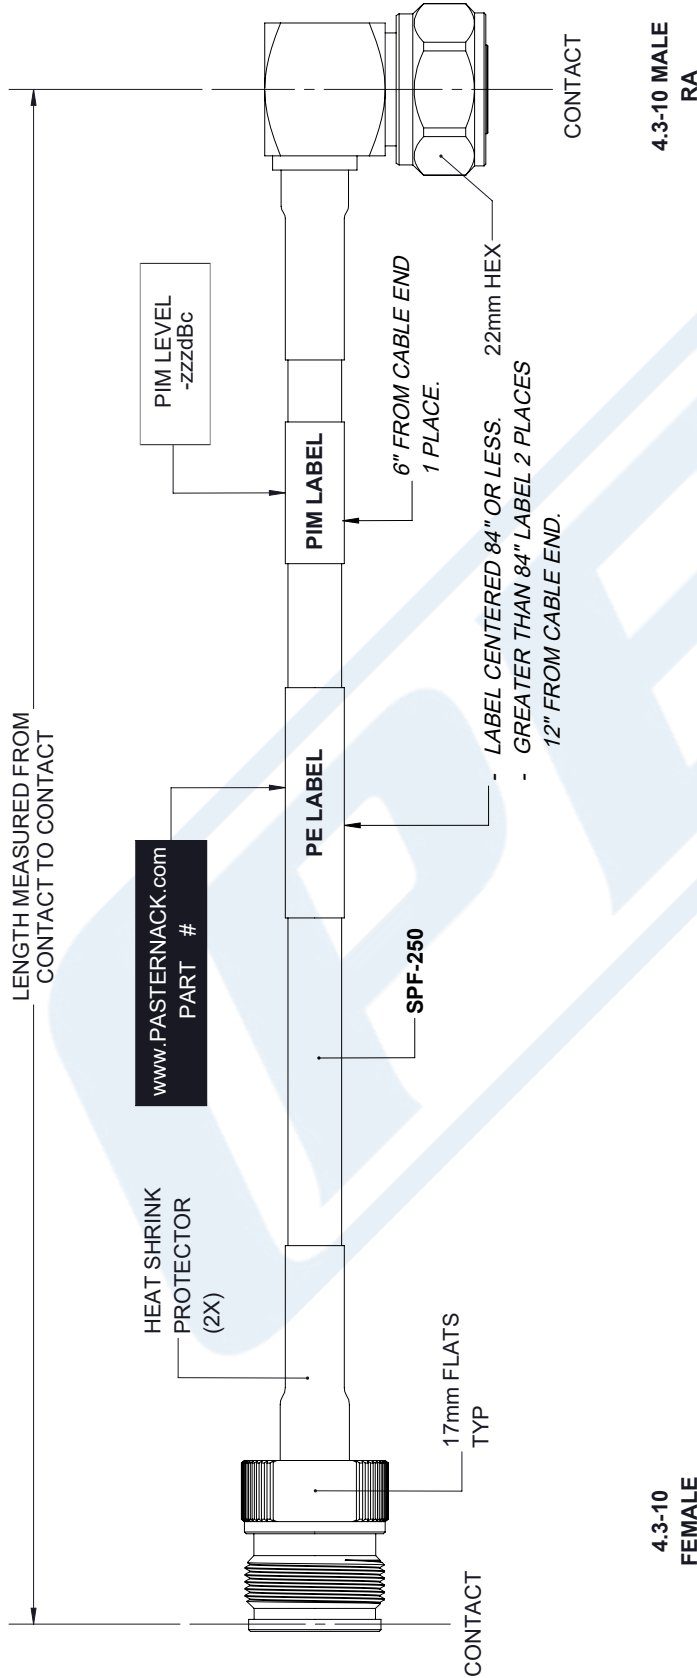 LENGTH MEASURED FROM
CONTACT TO CONTACT
HEAT SHRINK
PROTECTOR
(2X)
www.PASTERNACK.com
PART #
PIM LEVEL
-zzzdBc
PE LABEL
PIM LABEL
CONTACT
17mm FLATS
TYP
SPF-250
- LABEL CENTERED 84" OR LESS.
- GREATER THAN 84" LABEL 2 PLACES
12" FROM CABLE END.
6" FROM CABLE END
1 PLACE.
22mm HEX
CONTACT
4.3-10
FEMALE
4.3-10 MALE
RA